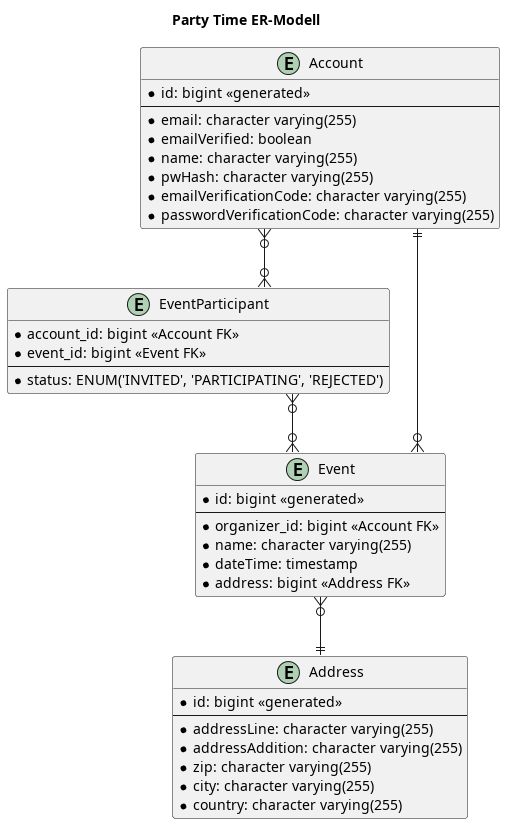 Party Time ER-Modell
E Account
id: bigint «generated»
email: character varying(255)
emailVerified: boolean
name: character varying(255)
pwHash: character varying(255)
emailVerificationCode: character varying(255)
passwordVerificationCode: character varying(255)
E EventParticipant
account_id: bigint «Account FK»
event_id: bigint «Event FK»
status: ENUM('INVITED', 'PARTICIPATING', 'REJECTED')
E Event
id: bigint «generated»
organizer_id: bigint «Account FK»
name: character varying(255)
dateTime: timestamp
address: bigint «Address FK»
E Address
id: bigint «generated»
addressLine: character varying(255)
addressAddition: character varying(255)
zip: character varying(255)
city: character varying(255)
country: character varying(255)